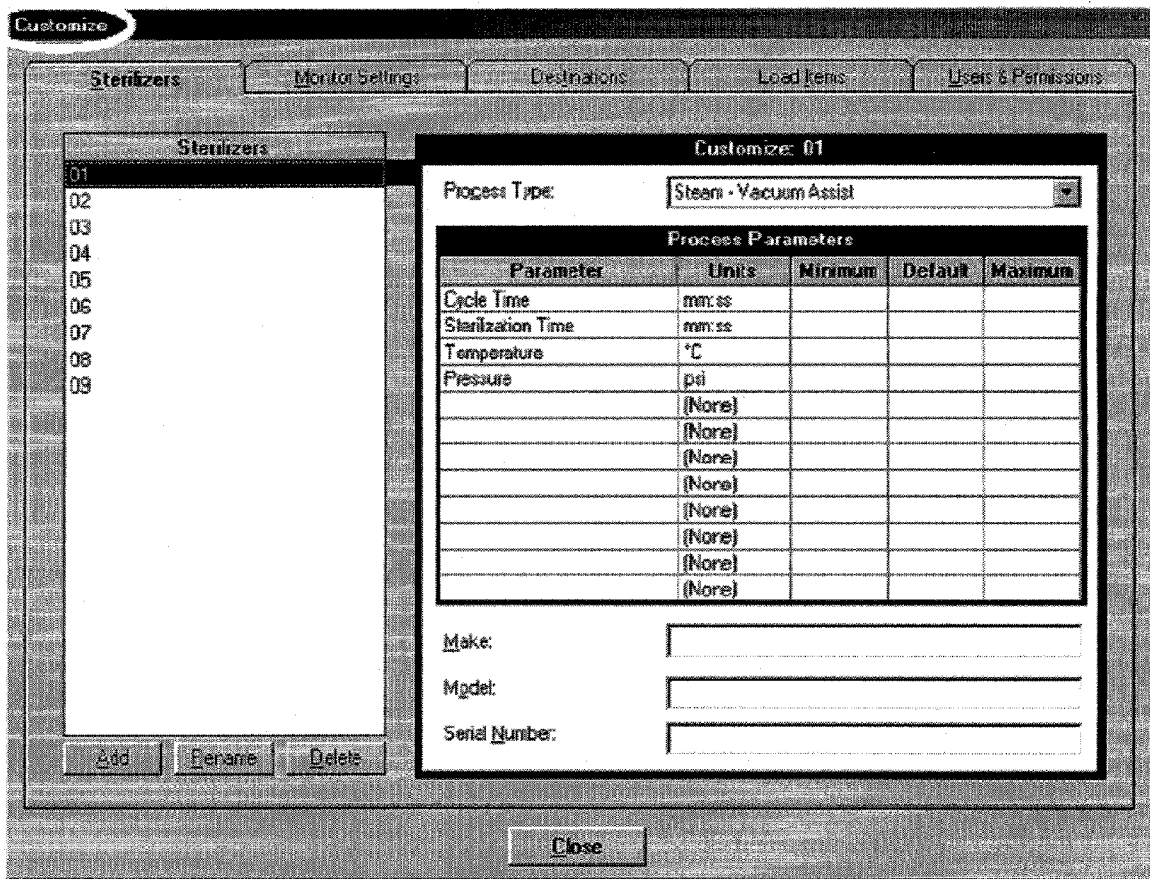 Customize
Sterilizers Monitor Settings Destinations Load Items Users & Permissions
Sterilizers
01
02
03
04
05
06
07
08
09
Add Rename Delete
Customize: 01
Process Type: Steam - Vacuum Assist
Process Parameters
Parameter Units Minimum Default Maximum
Cycle Time mm:ss
Sterilization Time mm:ss
Temperature °C
Pressure psi
(None)
(None)
(None)
(None)
(None)
(None)
(None)
(None)
Make:
Model:
Serial Number:
Close